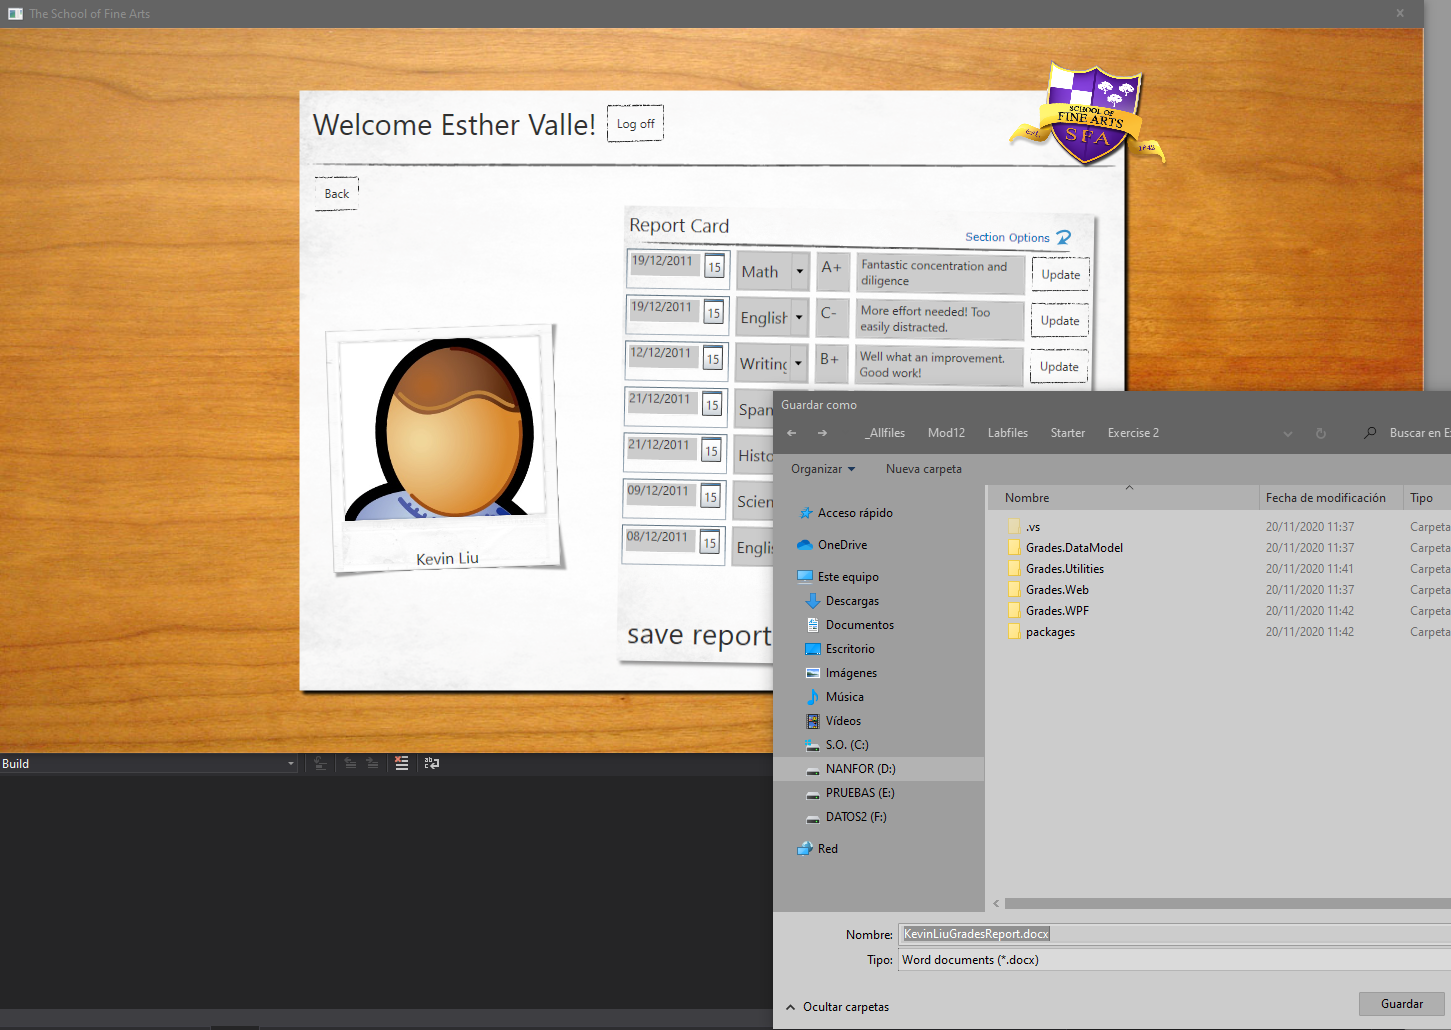 The School of Fine Arts
x
Welcome Esther Valle!
Log off
SCHOOL OF
FINE ARTS
SFA
Back
Report Card
Section Options
19/12/2011 15 Math A+ Fantastic concentration and
diligence
Update
19/12/2011 15 English C- More effort needed! Too
easily distracted.
Update
12/12/2011 15 Writing B+ Well what an improvement.
Good work!
Update
21/12/2011 15 Span
21/12/2011 15 Histo
09/12/2011 15 Scien
08/12/2011 15 Englis
Kevin Liu
save report
Guardar como
_Allfiles Mod12 Labfiles Starter Exercise 2
Buscar en E
Organizar Nueva carpeta
Nombre Fecha de modificación Tipo
.vs 20/11/2020 11:37 Carpeta
Grades.DataModel 20/11/2020 11:37 Carpeta
Grades.Utilities 20/11/2020 11:41 Carpeta
Grades.Web 20/11/2020 11:37 Carpeta
Grades.WPF 20/11/2020 11:42 Carpeta
packages 20/11/2020 11:42 Carpeta
Acceso rápido
OneDrive
Este equipo
Descargas
Documentos
Escritorio
Imágenes
Música
Vídeos
S.O. (C:)
NANFOR (D:)
PRUEBAS (E:)
DATOS2 (F:)
Red
Nombre: KevinLiuGradesReport.docx
Tipo: Word documents (*.docx)
Ocultar carpetas
Guardar
Build